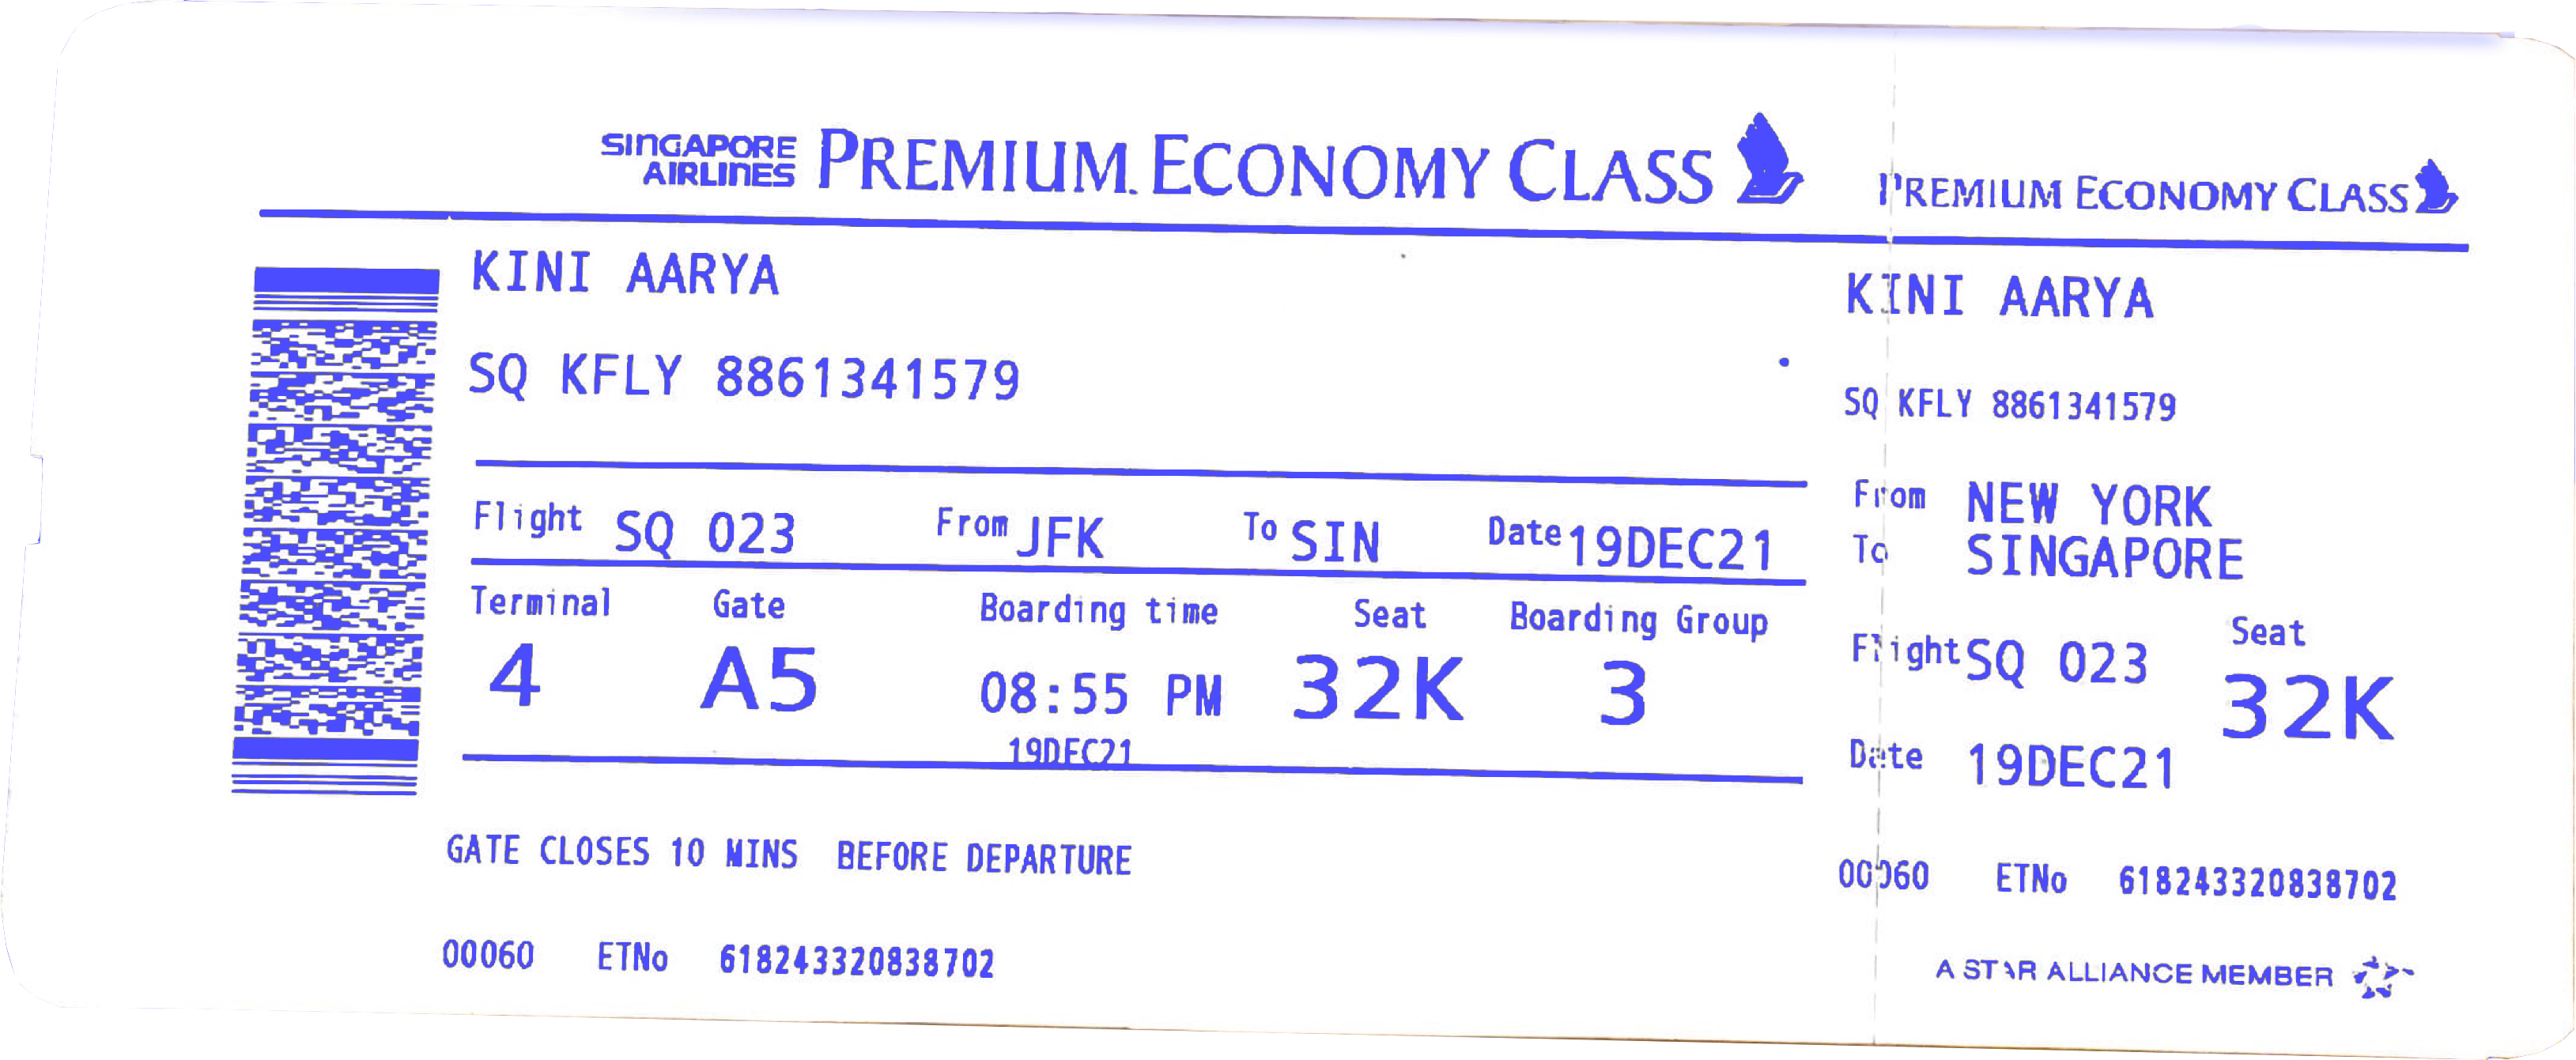 SINGAPORE
AIRLINES
PREMIUM ECONOMY CLASS
KINI AARYA
SQ KFLY 8861341579
Flight SQ 023 From JFK To SIN Date 19DEC21
Terminal Gate Boarding time Seat Boarding Group
4 A5 08:55 PM 32K 3
19DEC21
GATE CLOSES 10 MINS BEFORE DEPARTURE
00060 ETNo 618243320838702
PREMIUM ECONOMY CLASS
KINI AARYA
SQ KFLY 8861341579
From NEW YORK
To SINGAPORE
Flight SQ 023 Seat
32K
Date 19DEC21
00060 ETNo 618243320838702
A STAR ALLIANCE MEMBER